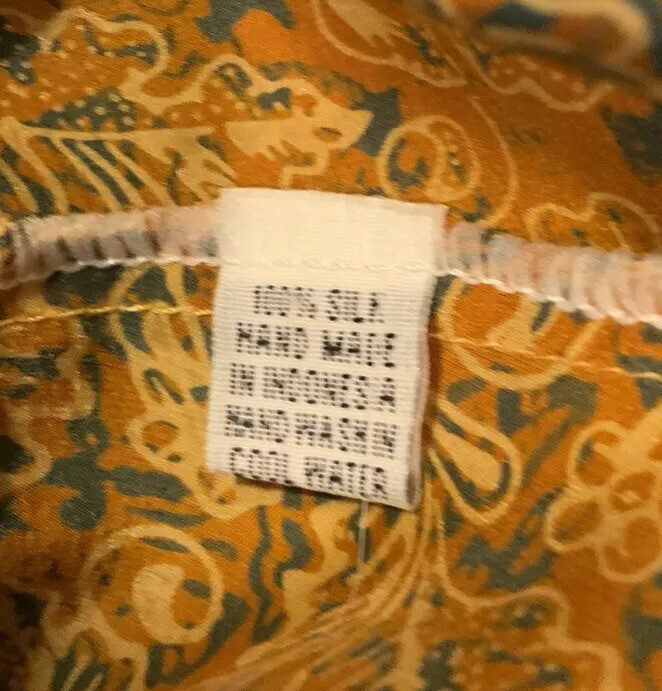 100% SILK
HAND MADE
IN INDONESIA
HAND WASH IN
COOL WATER